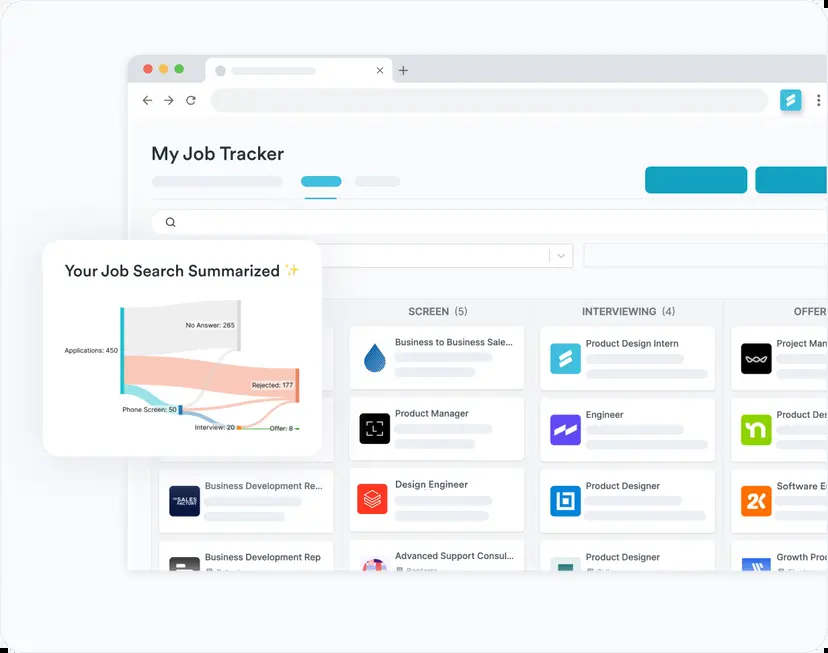 My Job Tracker
Your Job Search Summarized ✨
No Answer: 265
Applications: 450
Rejected: 177
Phone Screen: 50
Interview: 20
Offer: 8
SCREEN (5)
INTERVIEWING (4)
OFFER
Business to Business Sale...
Product Design Intern
Project Man
Product Manager
Engineer
Product Des
Business Development Re...
Design Engineer
Product Designer
Software E
SALES
FACTORY
2K
Business Development Rep
Advanced Support Consul...
Product Designer
Growth Pro